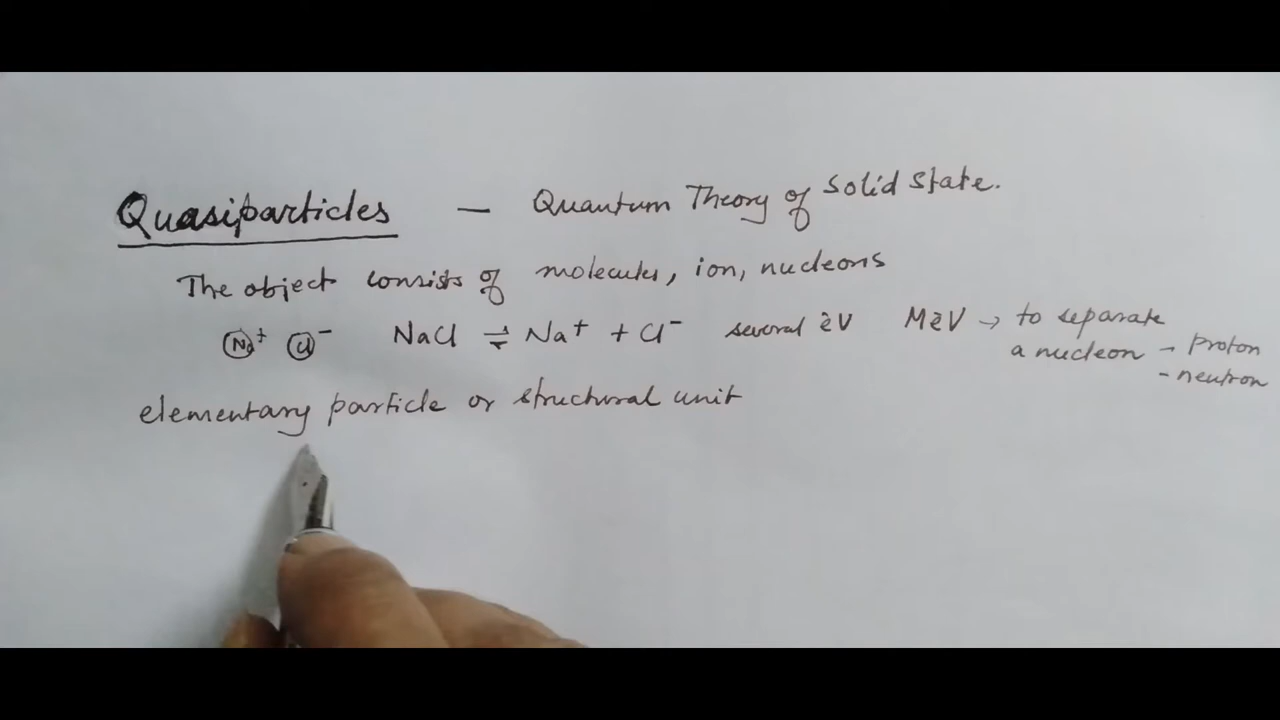 Quasiparticles — Quantum Theory of Solid State.
The object consists of molecules, ion, nucleons
Na+ Cl− NaCl ⇌ Na+ + Cl− several eV MeV → to separate
a nucleon - proton
- neutron
elementary particle or structural unit